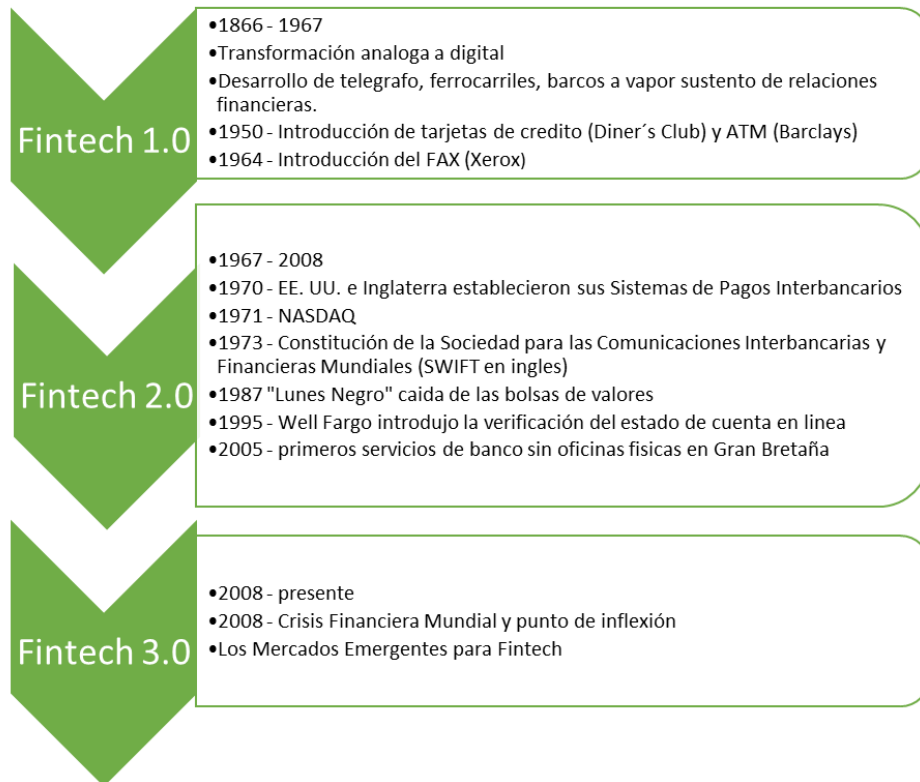 Fintech 1.0
•1866 - 1967
•Transformación analoga a digital
•Desarrollo de telegrafo, ferrocarriles, barcos a vapor sustento de relaciones
financieras.
•1950 - Introducción de tarjetas de credito (Diner´s Club) y ATM (Barclays)
•1964 - Introducción del FAX (Xerox)
Fintech 2.0
•1967 - 2008
•1970 - EE. UU. e Inglaterra establecieron sus Sistemas de Pagos Interbancarios
•1971 - NASDAQ
•1973 - Constitución de la Sociedad para las Comunicaciones Interbancarias y
Financieras Mundiales (SWIFT en ingles)
•1987 "Lunes Negro" caida de las bolsas de valores
•1995 - Well Fargo introdujo la verificación del estado de cuenta en linea
•2005 - primeros servicios de banco sin oficinas fisicas en Gran Bretaña
Fintech 3.0
•2008 - presente
•2008 - Crisis Financiera Mundial y punto de inflexión
•Los Mercados Emergentes para Fintech